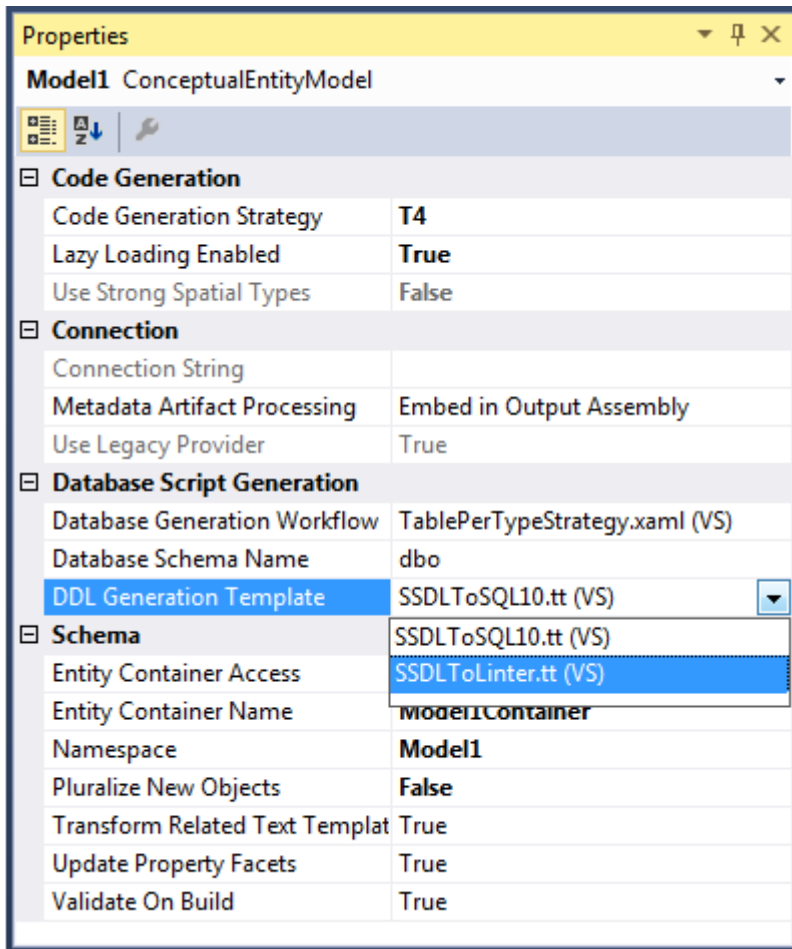 Properties
Model1 ConceptualEntityModel
Code Generation
Code Generation Strategy T4
Lazy Loading Enabled True
Use Strong Spatial Types False
Connection
Connection String
Metadata Artifact Processing Embed in Output Assembly
Use Legacy Provider True
Database Script Generation
Database Generation Workflow TablePerTypeStrategy.xaml (VS)
Database Schema Name dbo
DDL Generation Template SSDLToSQL10.tt (VS)
Schema SSDLToSQL10.tt (VS)
Entity Container Access SSDLToLinter.tt (VS)
Entity Container Name Model1Container
Namespace Model1
Pluralize New Objects False
Transform Related Text Templat True
Update Property Facets True
Validate On Build True